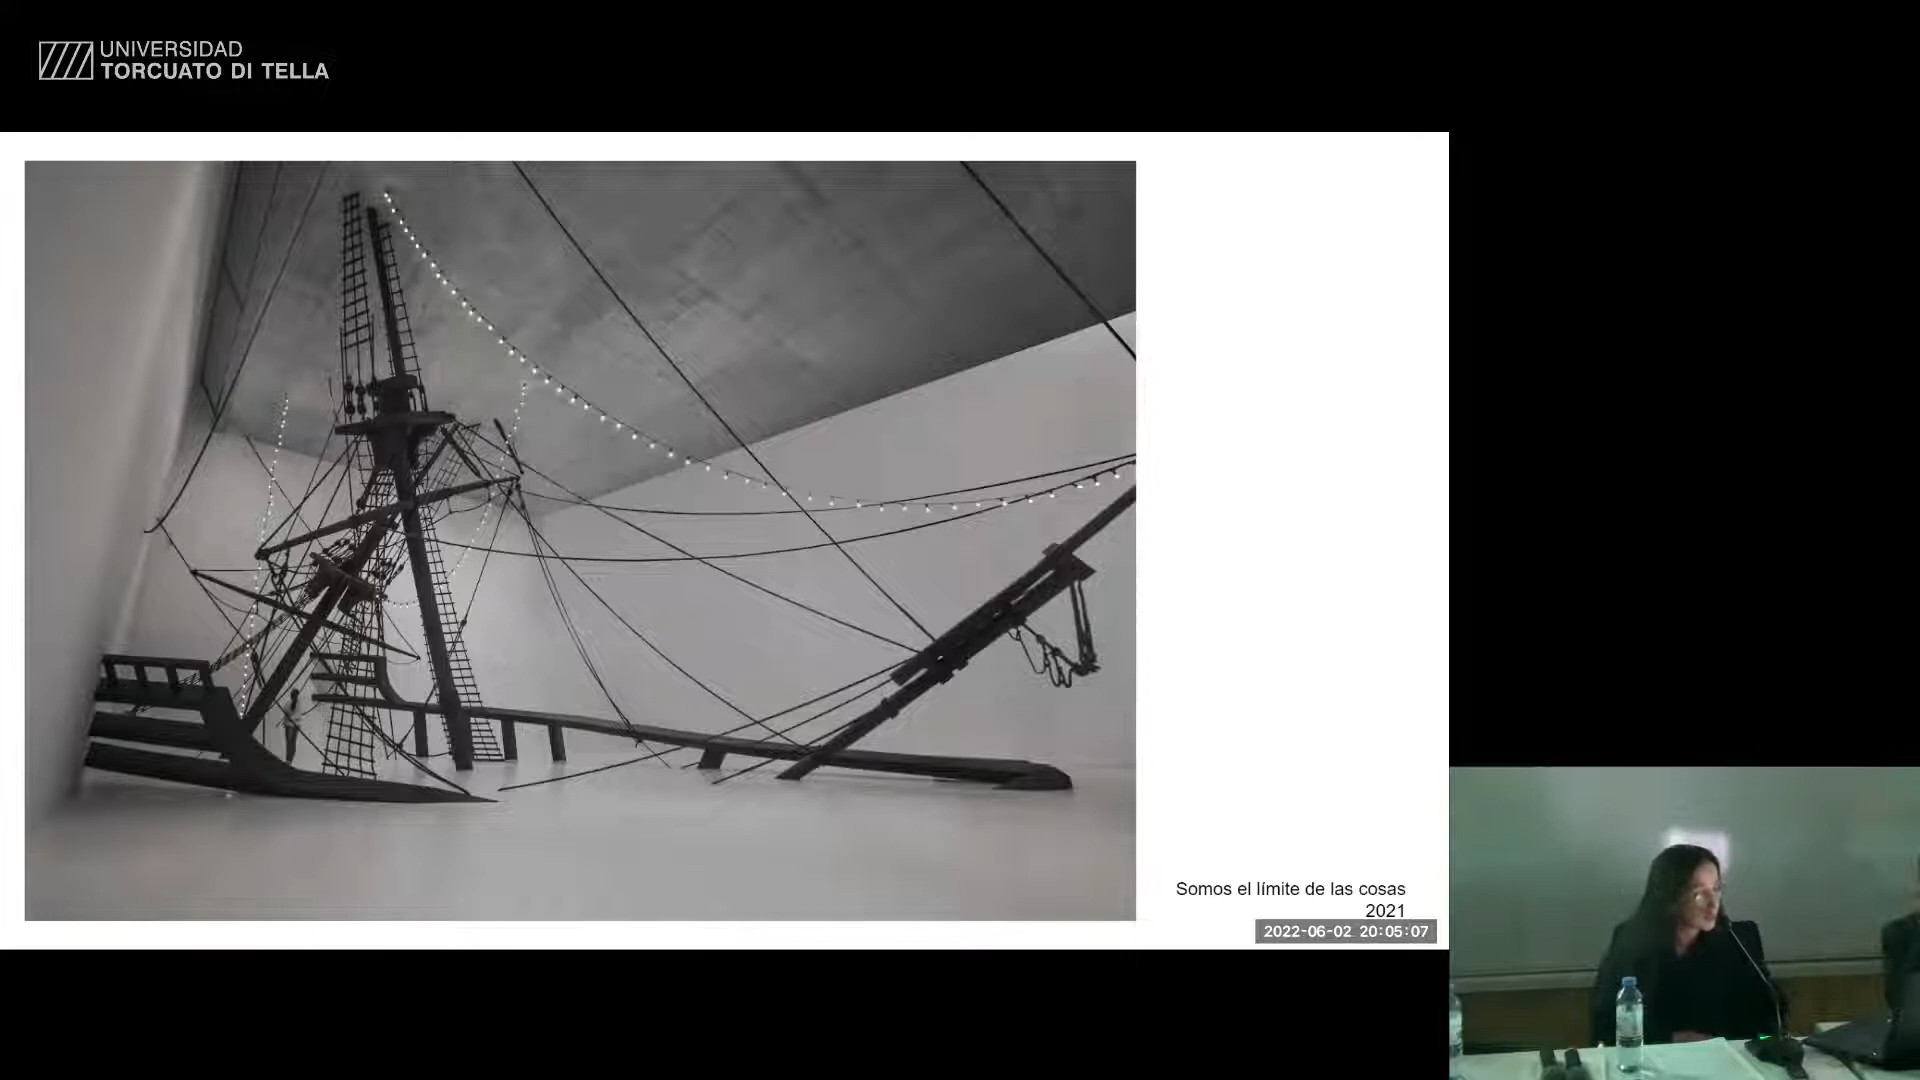 UNIVERSIDAD
TORCUATO DI TELLA
Somos el límite de las cosas
2021
2022-06-02 20:05:07